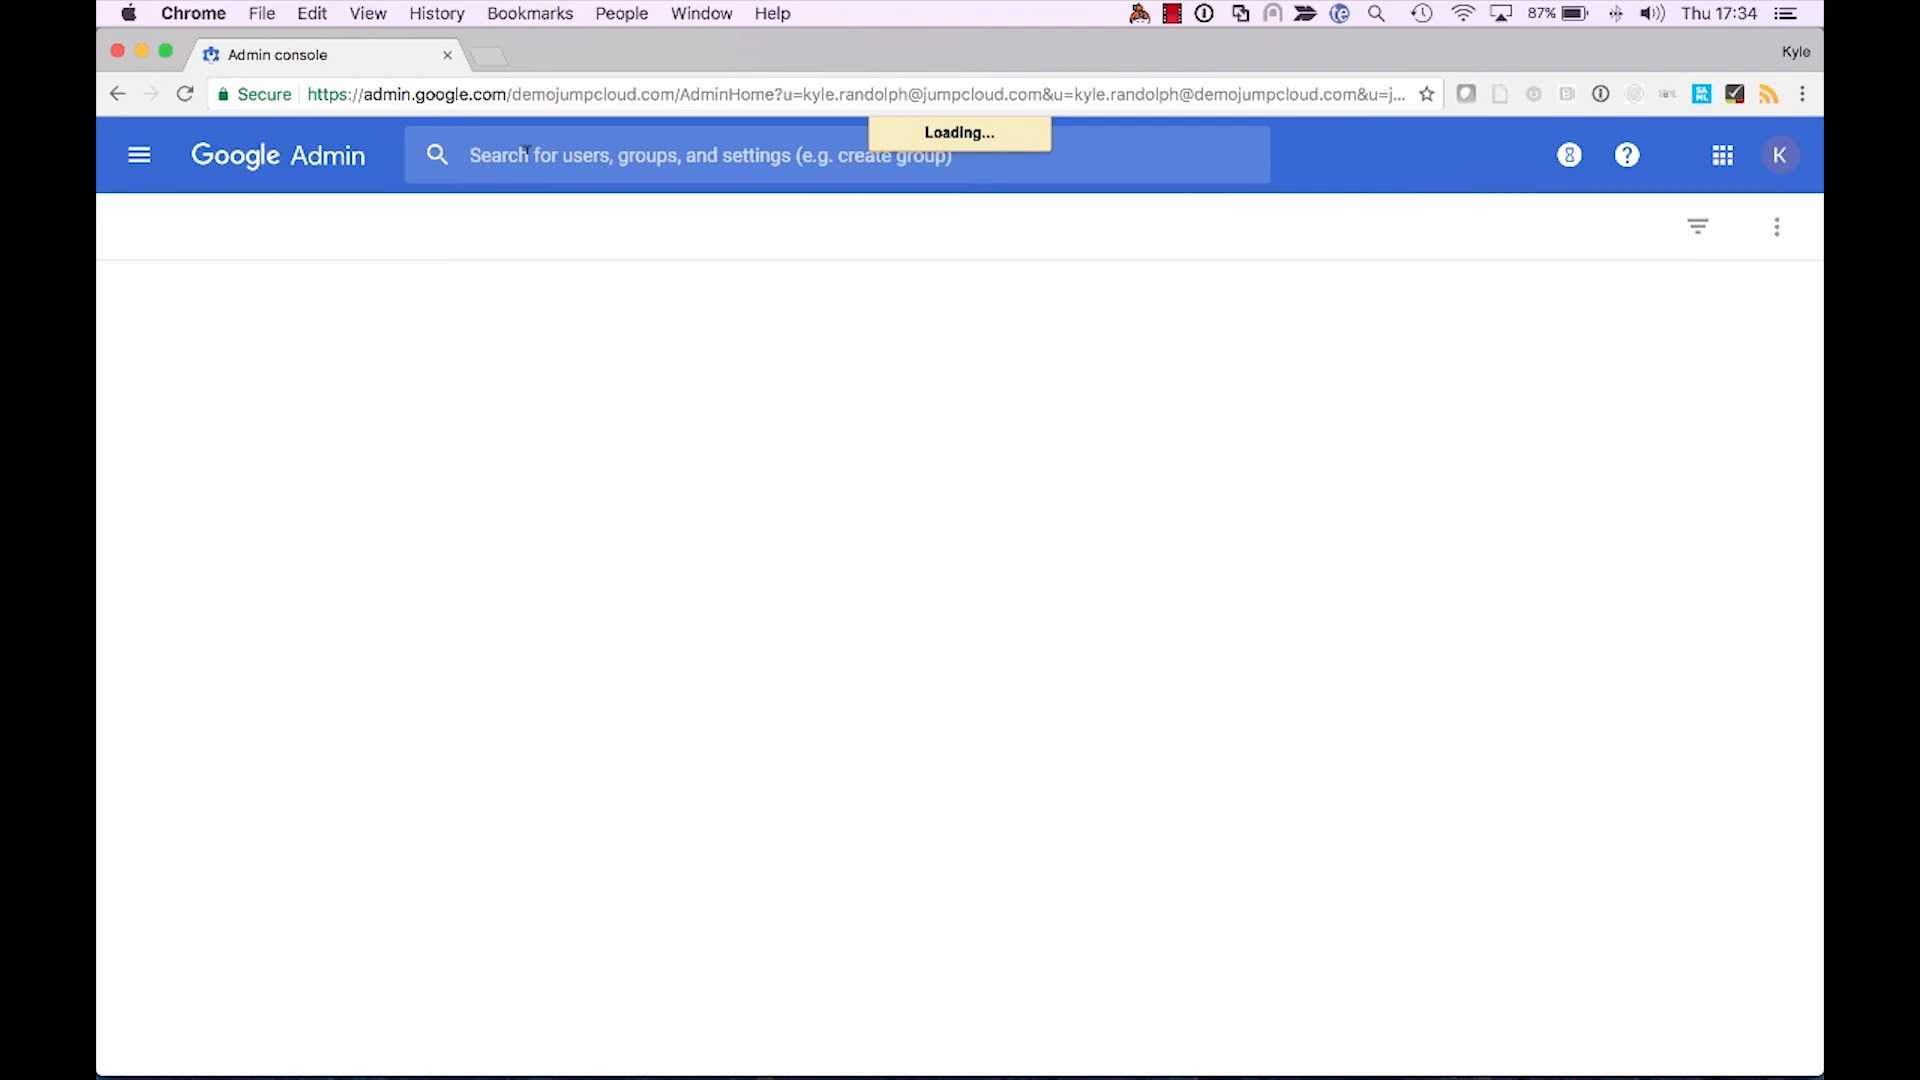 Chrome File Edit View History Bookmarks People Window Help 87% Thu 17:34
Admin console Kyle
Secure https://admin.google.com/demojumpcloud.com/AdminHome?u=kyle.randolph@jumpcloud.com&u=kyle.randolph@demojumpcloud.com&u=j...
Loading...
Google Admin Search for users, groups, and settings (e.g. create group) 8 ? K